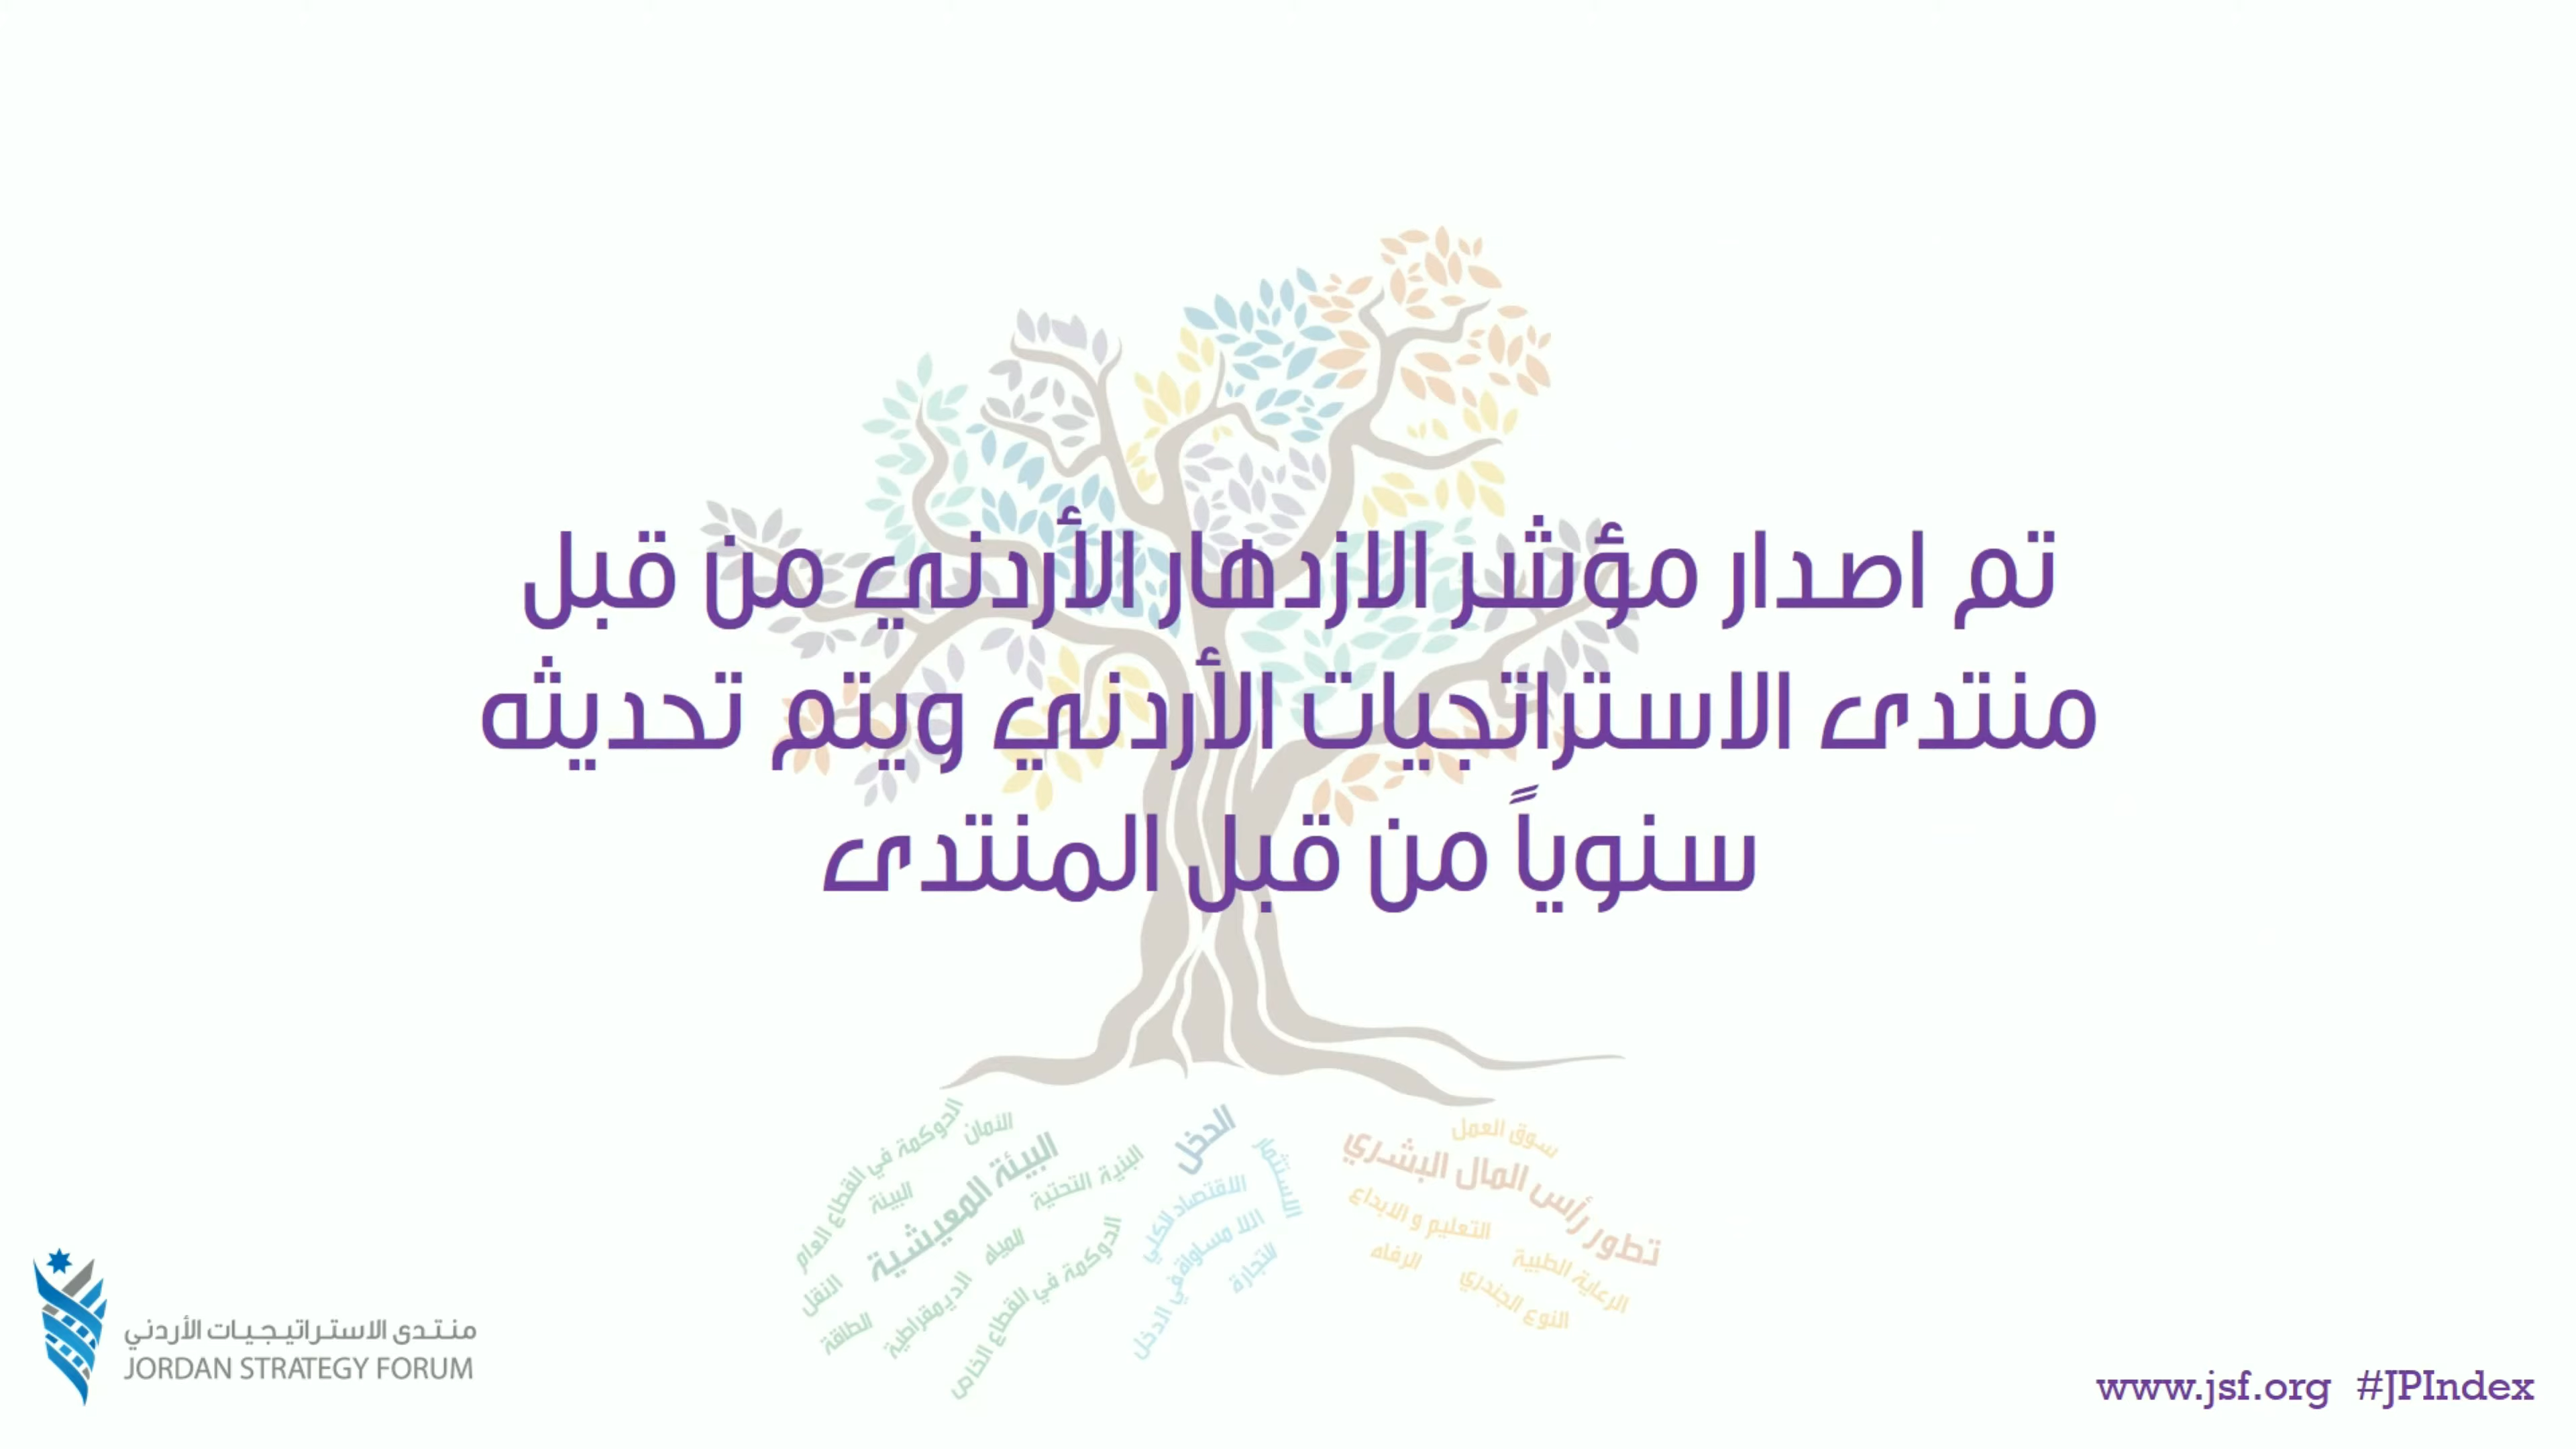 تم اصدار مؤشر الازدهار الأردني من قبل
منتدى الاستراتجيات الأردني ويتم تحديثه
سنوياً من قبل المنتدى
الحوكمة في القطاع العام
الأمان
البيئة
البيئة المعيشية
البنية التحتية
النقل
المياه
الطاقة
الديمقراطية
الحوكمة في القطاع الخاص
الدخل
الاستثمار
الاقتصاد الكلي
اللا مساواة في الدخل
التجارة
سوق العمل
تطور رأس المال البشري
التعليم و الابداع
الرفاه
الرعاية الطبية
النوع الجندري
منتدى الاستراتيجيات الأردني
JORDAN STRATEGY FORUM
www.jsf.org #JPIndex